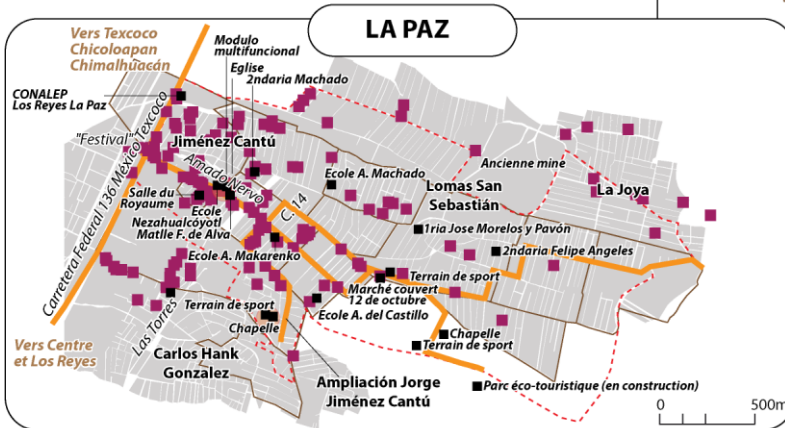 LA PAZ
Vers Texcoco
Chicoloapan
Chimalhuacán
Modulo
multifuncional
Eglise
2ndaria Machado
CONALEP
Los Reyes La Paz
"Festival"
Jiménez Cantú
Carretera Federal 136 México Texcoco
Amado Nervo
Ecole A. Machado
Ancienne mine
Lomas San
Sebastián
La Joya
Salle du
Royaume
Ecole
Nezahualcóyotl
Matlle F. de Alva
C. 14
1ria Jose Morelos y Pavón
2ndaria Felipe Angeles
Ecole A. Makarenko
Terrain de sport
Marché couvert
12 de octubre
Ecole A. del Castillo
Terrain de sport
Chapelle
Las Torres
Chapelle
Terrain de sport
Vers Centre
et Los Reyes
Carlos Hank
Gonzalez
Ampliación Jorge
Jiménez Cantú
Parc éco-touristique (en construction)
0
500m